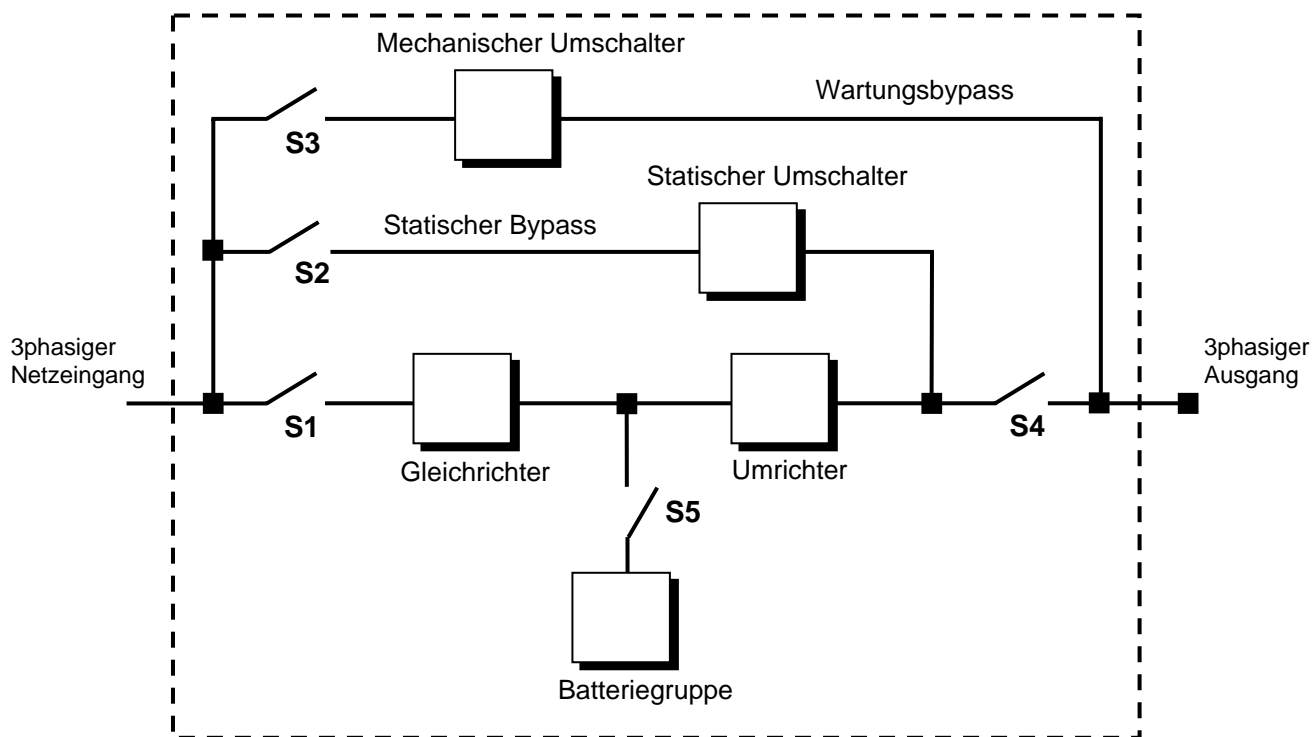 Mechanischer Umschalter
Wartungsbypass
S3
Statischer Umschalter
Statischer Bypass
S2
3phasiger
Netzeingang
3phasiger
Ausgang
S1
S4
Gleichrichter
Umrichter
S5
Batteriegruppe